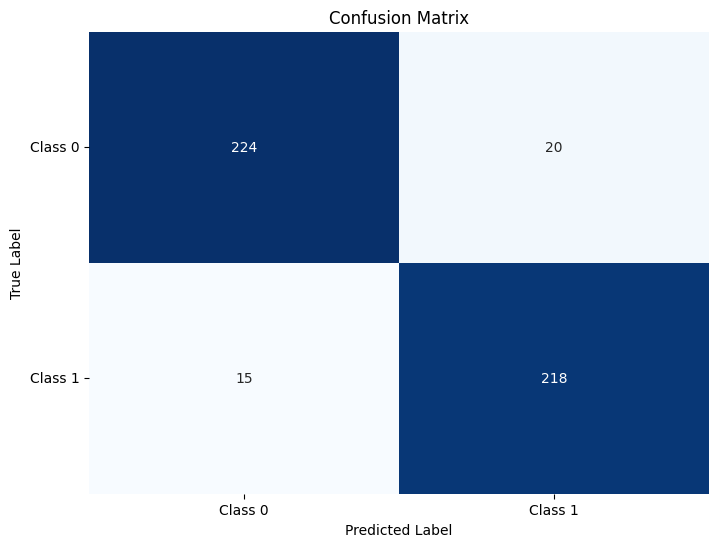 Confusion Matrix
Class 0
224
20
True Label
Class 1
15
218
Class 0
Class 1
Predicted Label